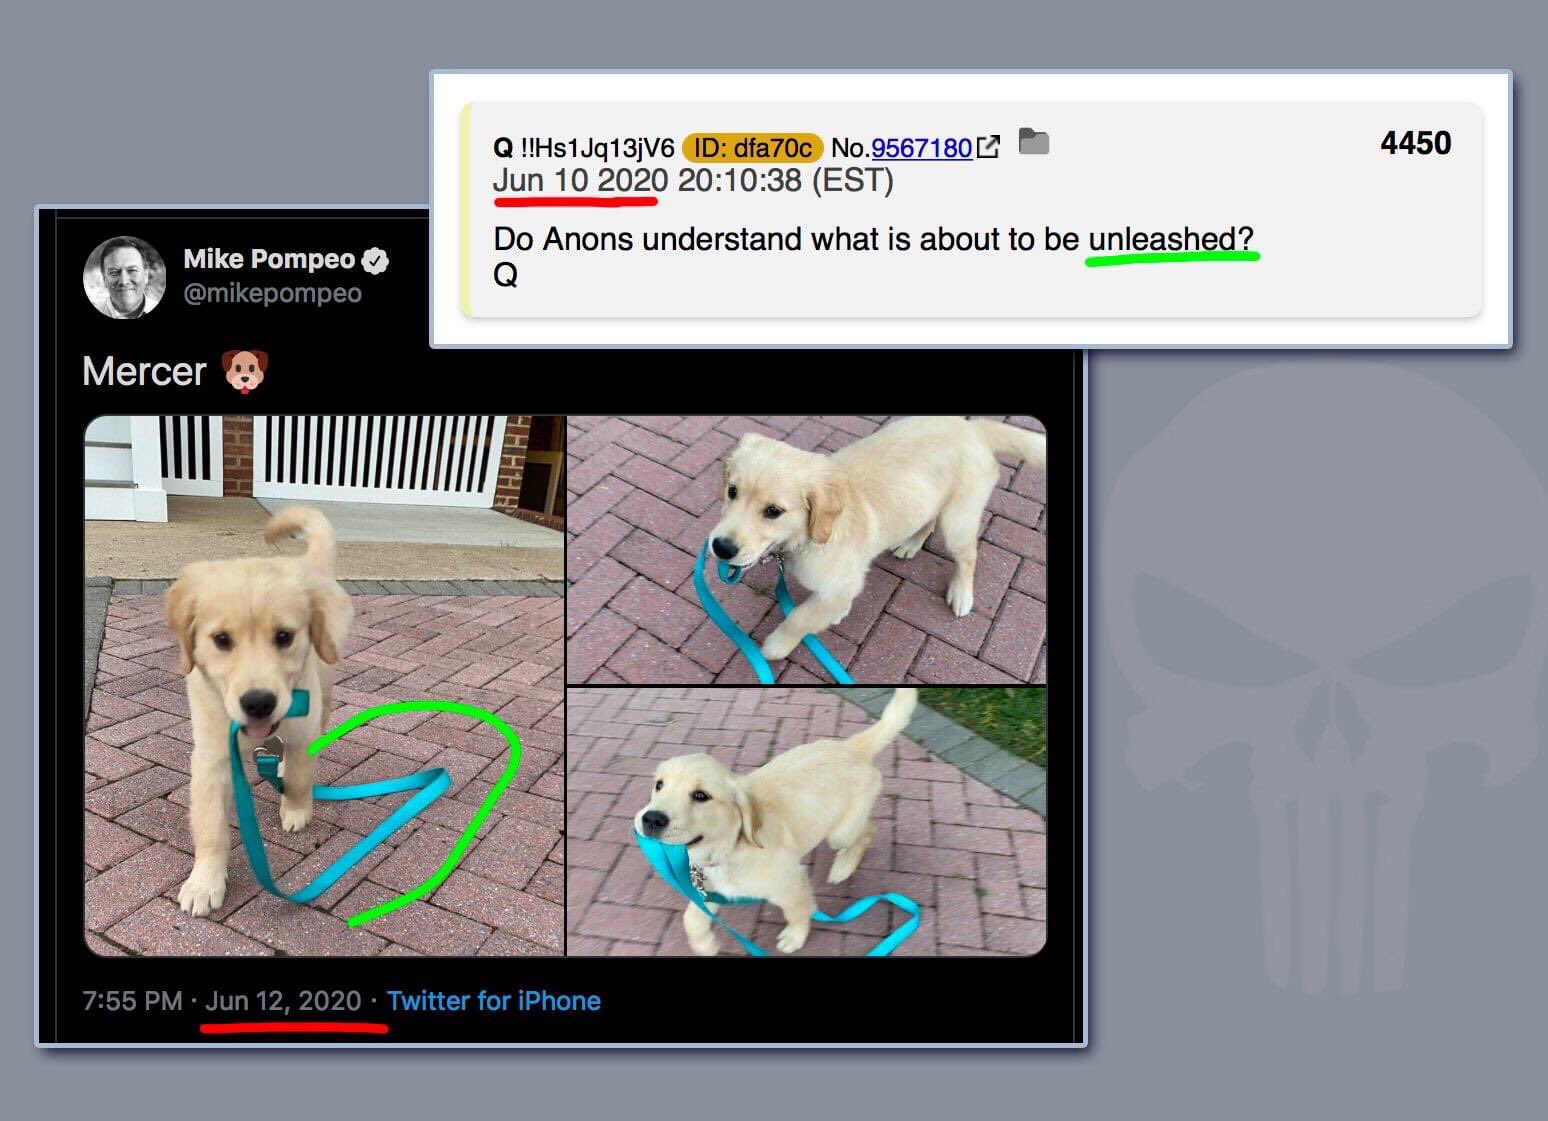 Q !!Hs1Jq13jV6 ID: dfa70c No.9567180 4450
Jun 10 2020 20:10:38 (EST)
Do Anons understand what is about to be unleashed?
Q
Mike Pompeo
@mikepompeo
Mercer
7:55 PM · Jun 12, 2020 · Twitter for iPhone